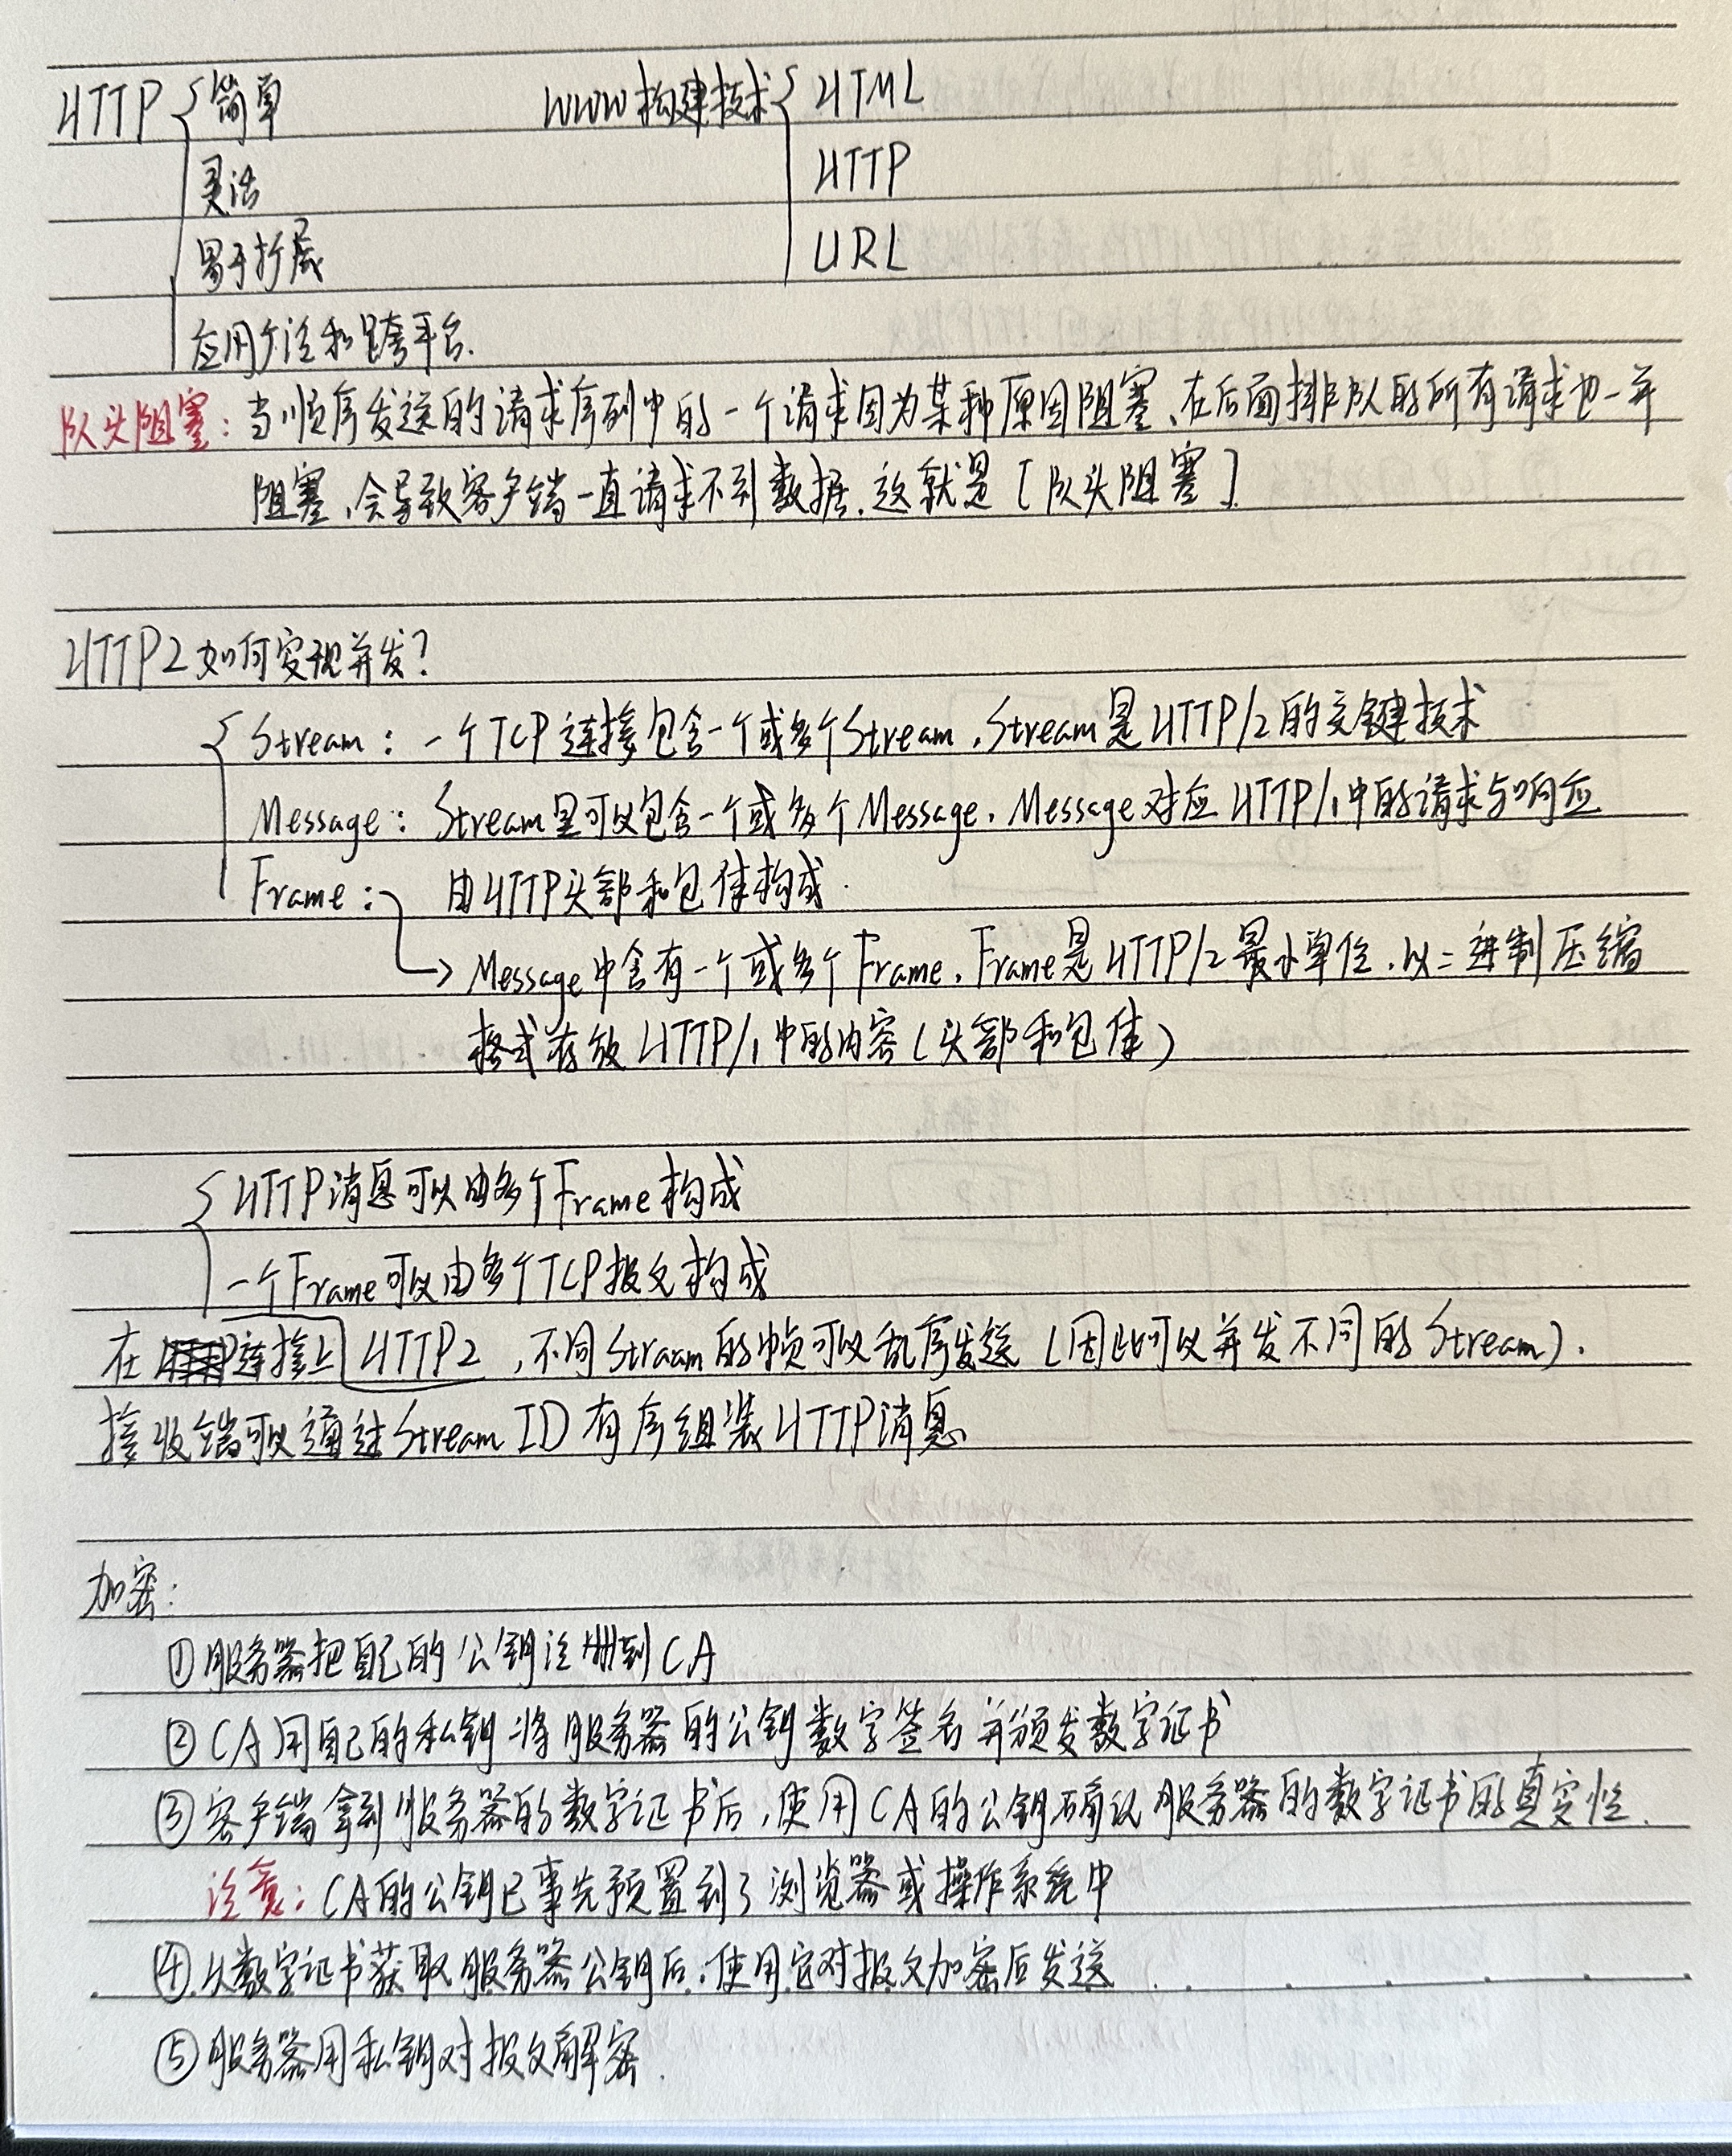 HTTP 简单 WWW构建技术 HTML
灵活 HTTP
易于扩展 URL
应用广泛和跨平台.
队头阻塞：当顺序发送的请求序列中的一个请求因为某种原因阻塞、在后面排队的所有请求也一并
阻塞，会导致客户端一直请求不到数据.这就是[队头阻塞]
HTTP2如何实现并发？
Stream：一个TCP连接包含一个或多个Stream，Stream是HTTP/2的关键技术
Message：Stream里可以包含一个或多个Message，Message对应HTTP/1中的请求与响应
Frame： 由HTTP头部和包体构成.
Message中含有一个或多个Frame，Frame是HTTP/2最小单位，以二进制压缩
格式存放HTTP/1中的内容(头部和包体)
HTTP消息可以由多个Frame构成
一个Frame可以由多个TCP报文构成
在连接上HTTP2，不同Straam的帧可以乱序发送(因此可以并发不同的Stream).
接收端可以通过Stream ID有序组装HTTP消息
加密：
①服务器把自己的公钥注册到CA
②CA用自己的私钥将服务器的公钥数字签名并颁发数字证书
③客户端拿到服务器的数字证书后，使用CA的公钥确认服务器的数字证书的真实性.
注意：CA的公钥已事先预置到了浏览器或操作系统中
④从数字证书获取服务器公钥后，使用它对报文加密后发送
⑤服务器用私钥对报文解密.